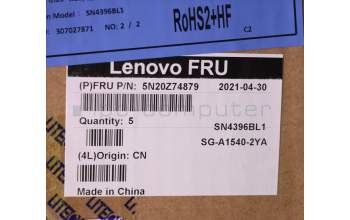 ion Model : SN4396BL1
: 307027871 NO: 2 / 2
RoHS2+HF
C2
Lenovo FRU
(P)FRU P/N: 5N20Z74879 2021-04-30
Quantity: 5
SN4396BL1
SG-A1540-2YA
(4L)Origin: CN
Made in China